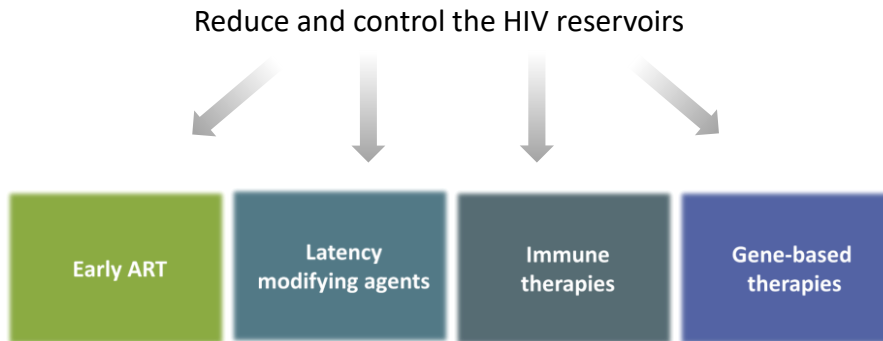 Reduce and control the HIV reservoirs
Early ART
Latency
modifying agents
Immune
therapies
Gene-based
therapies